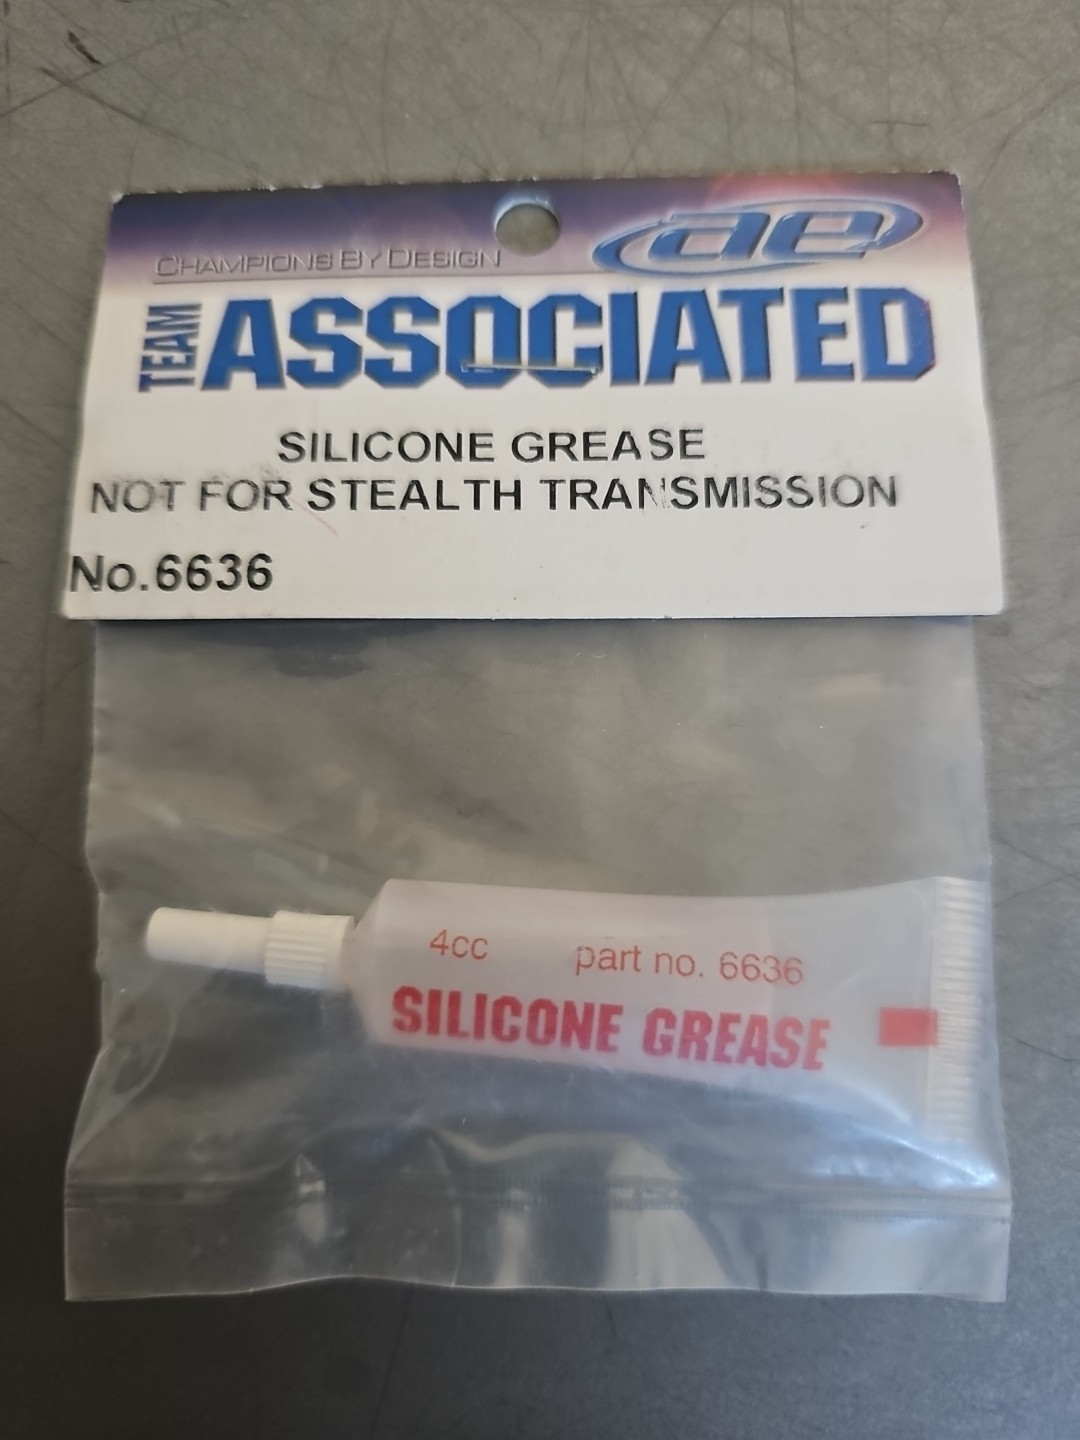 CHAMPIONS BY DESIGN
ae
TEAM ASSOCIATED
SILICONE GREASE
NOT FOR STEALTH TRANSMISSION
No.6636
4cc part no. 6636
SILICONE GREASE